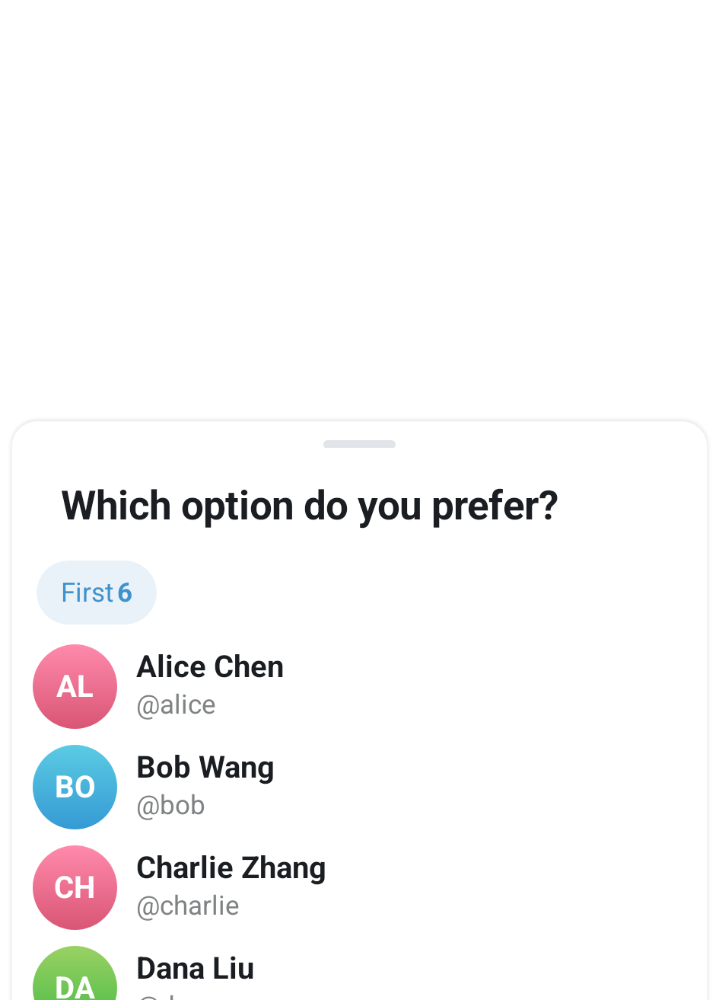 Which option do you prefer?
First 6
AL
Alice Chen
@alice
BO
Bob Wang
@bob
CH
Charlie Zhang
@charlie
DA
Dana Liu